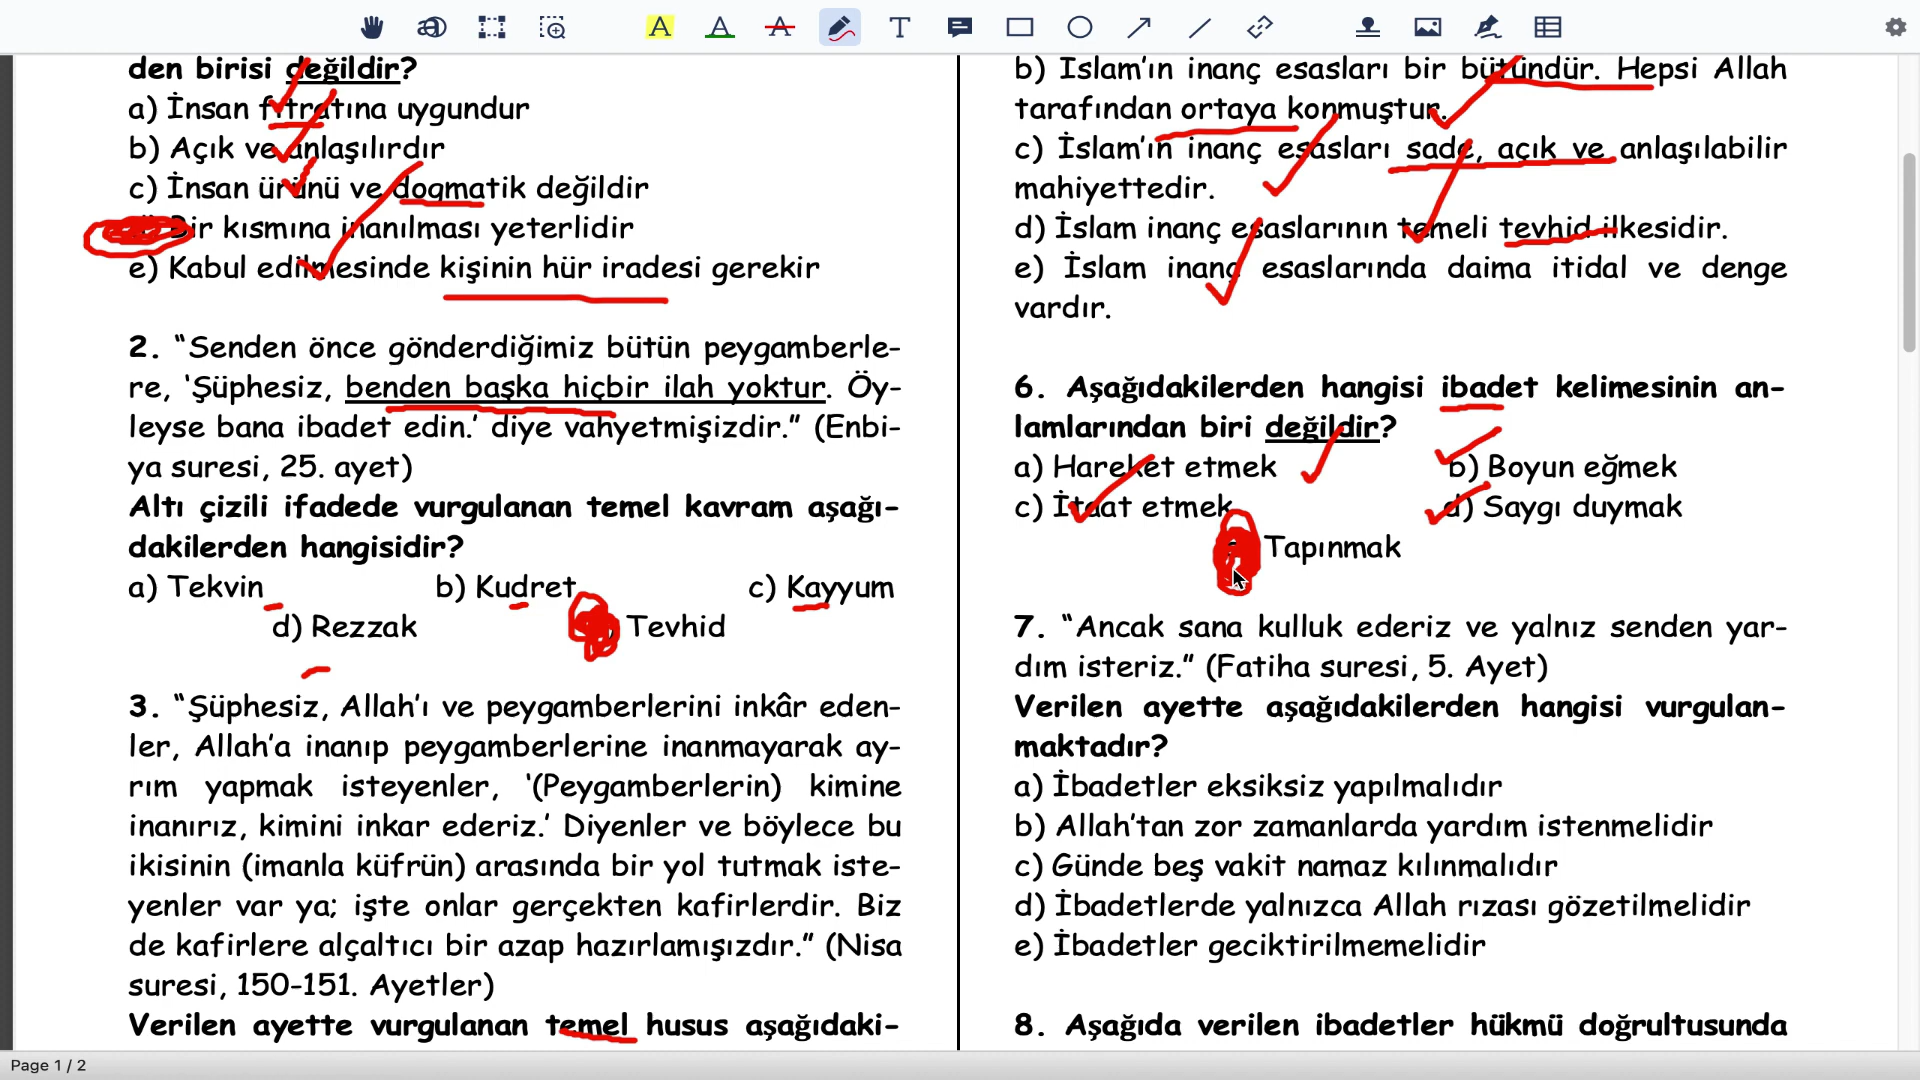 den birisi değildir?
a) İnsan fıtratına uygundur
b) Açık ve anlaşılırdır
c) İnsan ürünü ve dogmatik değildir
Bir kısmına inanılması yeterlidir
e) Kabul edilmesinde kişinin hür iradesi gerekir
2. “Senden önce gönderdiğimiz bütün peygamberle-
re, ‘Şüphesiz, benden başka hiçbir ilah yoktur. Öy-
leyse bana ibadet edin.’ diye vahyetmişizdir.” (Enbi-
ya suresi, 25. ayet)
Altı çizili ifadede vurgulanan temel kavram aşağı-
dakilerden hangisidir?
a) Tekvin b) Kudret c) Kayyum
d) Rezzak Tevhid
3. “Şüphesiz, Allah’ı ve peygamberlerini inkâr eden-
ler, Allah’a inanıp peygamberlerine inanmayarak ay-
rım yapmak isteyenler, ‘(Peygamberlerin) kimine
inanırız, kimini inkar ederiz.’ Diyenler ve böylece bu
ikisinin (imanla küfrün) arasında bir yol tutmak iste-
yenler var ya; işte onlar gerçekten kafirlerdir. Biz
de kafirlere alçaltıcı bir azap hazırlamışızdır.” (Nisa
suresi, 150-151. Ayetler)
Verilen ayette vurgulanan temel husus aşağıdaki-
b) İslam’ın inanç esasları bir bütündür. Hepsi Allah
tarafından ortaya konmuştur.
c) İslam’ın inanç esasları sade, açık ve anlaşılabilir
mahiyettedir.
d) İslam inanç esaslarının temeli tevhid ilkesidir.
e) İslam inanç esaslarında daima itidal ve denge
vardır.
6. Aşağıdakilerden hangisi ibadet kelimesinin an-
lamlarından biri değildir?
a) Hareket etmek b) Boyun eğmek
c) İtaat etmek d) Saygı duymak
Tapınmak
7. “Ancak sana kulluk ederiz ve yalnız senden yar-
dım isteriz.” (Fatiha suresi, 5. Ayet)
Verilen ayette aşağıdakilerden hangisi vurgulan-
maktadır?
a) İbadetler eksiksiz yapılmalıdır
b) Allah’tan zor zamanlarda yardım istenmelidir
c) Günde beş vakit namaz kılınmalıdır
d) İbadetlerde yalnızca Allah rızası gözetilmelidir
e) İbadetler geciktirilmemelidir
8. Aşağıda verilen ibadetler hükmü doğrultusunda
Page 1 / 2